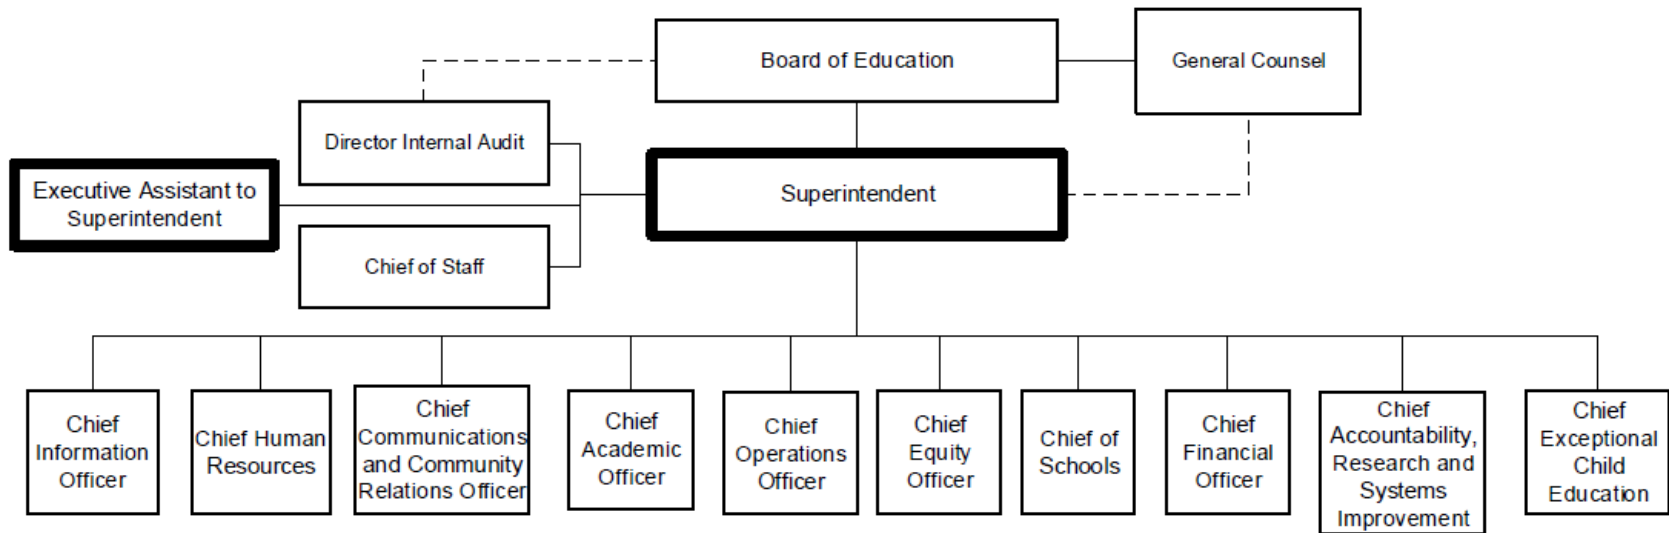 Board of Education
General Counsel
Director Internal Audit
Executive Assistant to
Superintendent
Superintendent
Chief of Staff
Chief
Information
Officer
Chief Human
Resources
Chief
Communications
and Community
Relations Officer
Chief
Academic
Officer
Chief
Operations
Officer
Chief
Equity
Officer
Chief of
Schools
Chief
Financial
Officer
Chief
Accountability,
Research and
Systems
Improvement
Chief
Exceptional
Child
Education